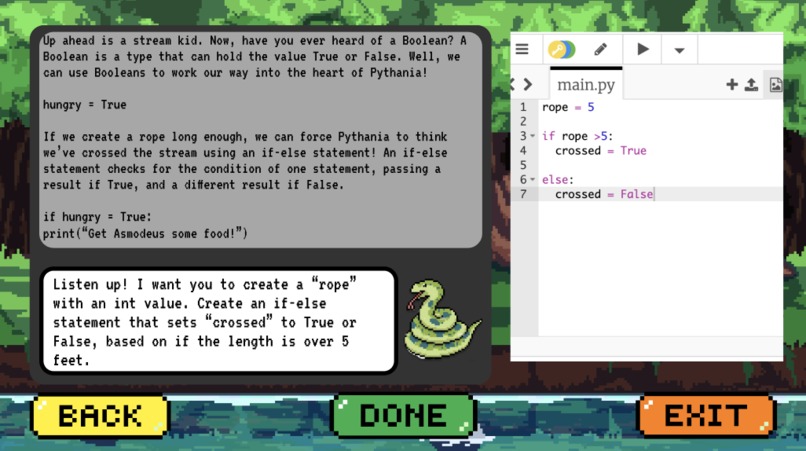 Up ahead is a stream kid. Now, have you ever heard of a Boolean? A
Boolean is a type that can hold the value True or False. Well, we
can use Booleans to work our way into the heart of Pythania!
hungry = True
If we create a rope long enough, we can force Pythania to think
we've crossed the stream using an if-else statement! An if-else
statement checks for the condition of one statement, passing a
result if True, and a different result if False.
if hungry = True:
print("Get Asmodeus some food!")
Listen up! I want you to create a "rope"
with an int value. Create an if-else
statement that sets "crossed" to True or
False, based on if the length is over 5
feet.
main.py
1 rope = 5
2
3 if rope >5:
4 crossed = True
5
6 else:
7 crossed = False
BACK
DONE
EXIT